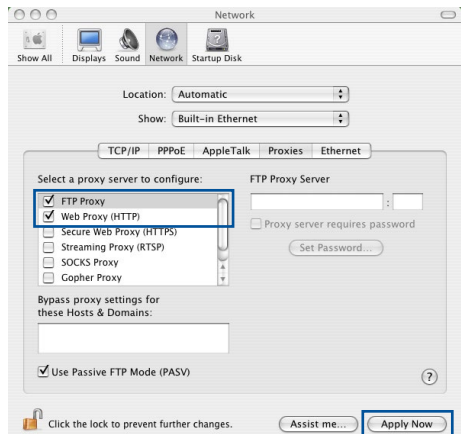 Network
Show All
Displays
Sound
Network
Startup Disk
Location: Automatic
Show: Built-in Ethernet
TCP/IP
PPPoE
AppleTalk
Proxies
Ethernet
Select a proxy server to configure:
FTP Proxy
Web Proxy (HTTP)
Secure Web Proxy (HTTPS)
Streaming Proxy (RTSP)
SOCKS Proxy
Gopher Proxy
FTP Proxy Server
:
Proxy server requires password
Set Password...
Bypass proxy settings for
these Hosts & Domains:
Use Passive FTP Mode (PASV)
?
Click the lock to prevent further changes.
Assist me...
Apply Now